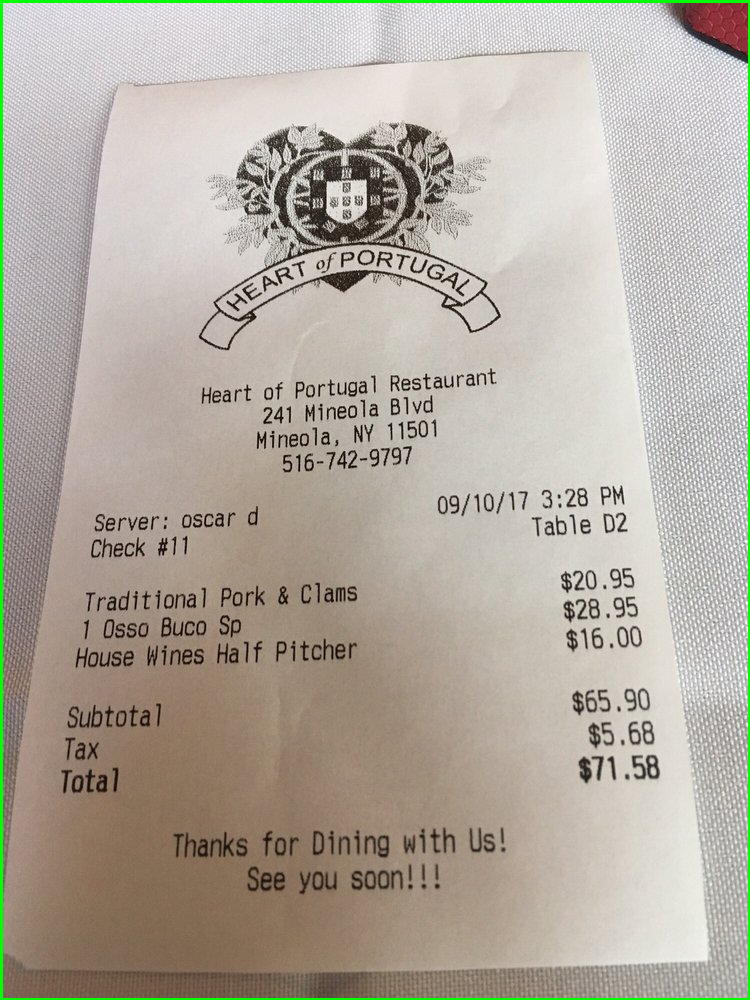 HEART of PORTUGAL
Heart of Portugal Restaurant
241 Mineola Blvd
Mineola, NY 11501
516-742-9797
Server: oscar d 09/10/17 3:28 PM
Check #11 Table D2
Traditional Pork & Clams $20.95
1 Osso Buco Sp $28.95
House Wines Half Pitcher $16.00
Subtotal $65.90
Tax $5.68
Total $71.58
Thanks for Dining with Us!
See you soon!!!